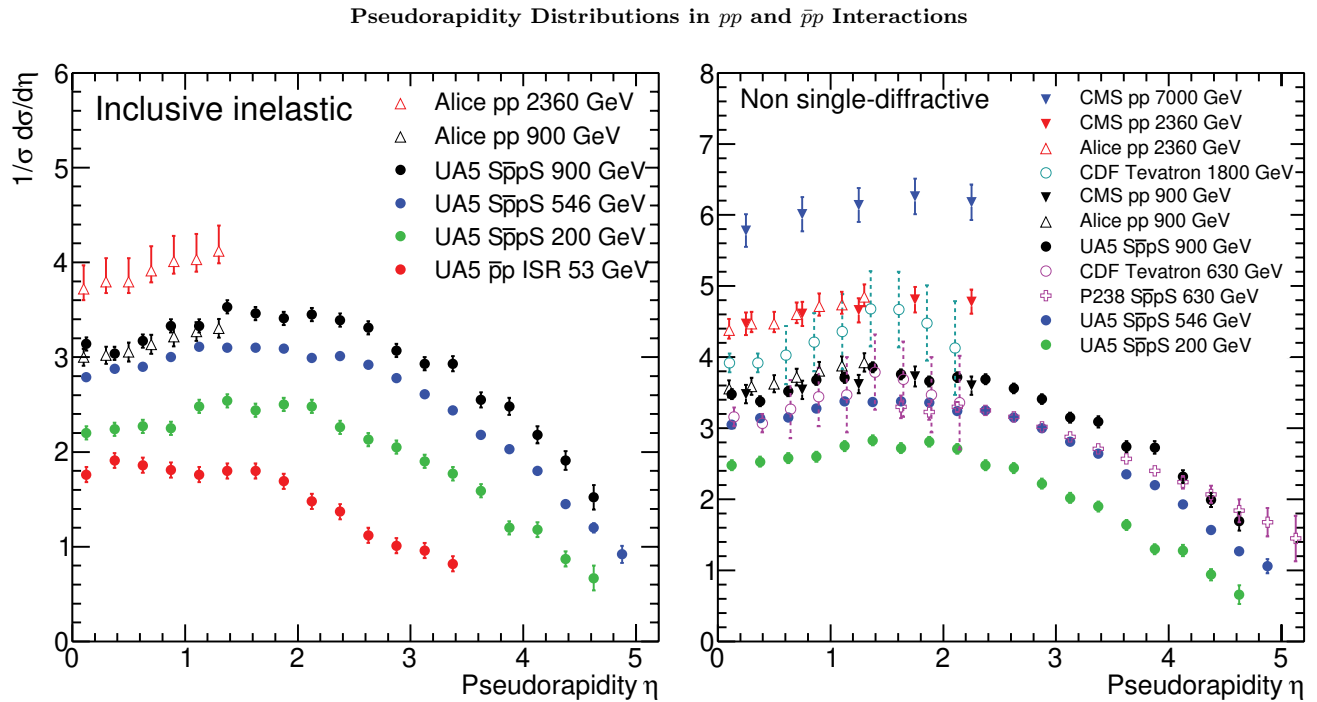 Pseudorapidity Distributions in pp and p̄p Interactions
1/σ dσ/dη
6
5
4
3
2
1
0
Inclusive inelastic
Alice pp 2360 GeV
Alice pp 900 GeV
UA5 Sp̄pS 900 GeV
UA5 Sp̄pS 546 GeV
UA5 Sp̄pS 200 GeV
UA5 p̄p ISR 53 GeV
0 1 2 3 4 5
Pseudorapidity η
8
7
6
5
4
3
2
1
0
Non single-diffractive
CMS pp 7000 GeV
CMS pp 2360 GeV
Alice pp 2360 GeV
CDF Tevatron 1800 GeV
CMS pp 900 GeV
Alice pp 900 GeV
UA5 Sp̄pS 900 GeV
CDF Tevatron 630 GeV
P238 Sp̄pS 630 GeV
UA5 Sp̄pS 546 GeV
UA5 Sp̄pS 200 GeV
0 1 2 3 4 5
Pseudorapidity η